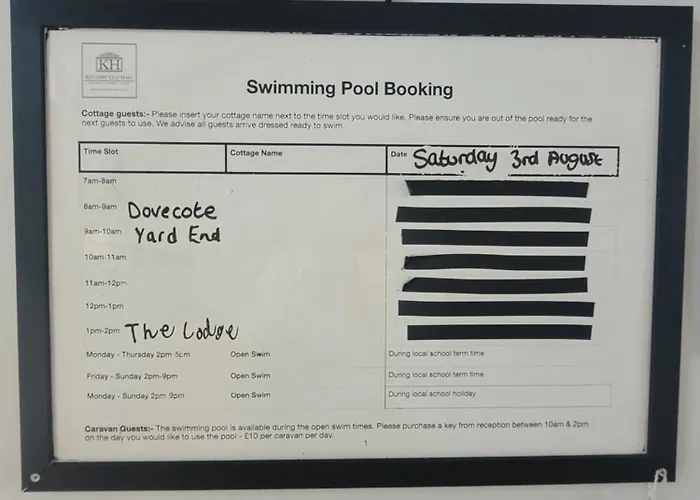 KH
Swimming Pool Booking
Cottage guests:- Please insert your cottage name next to the time slot you would like. Please ensure you are out of the pool ready for the
next guests to use. We advise all guests arrive dressed ready to swim.
Time Slot Cottage Name Date Saturday 3rd August
7am-8am
8am-9am Dovecote
9am-10am Yard End
10am-11am
11am-12pm
12pm-1pm
1pm-2pm The Lodge
Monday - Thursday 2pm-5pm Open Swim During local school term time
Friday - Sunday 2pm-9pm Open Swim During local school term time
Monday - Sunday 2pm 9pm Open Swim During local school holiday
Caravan Guests:- The swimming pool is available during the open swim times. Please purchase a key from reception between 10am & 2pm
on the day you would like to use the pool - £10 per caravan per day.
1